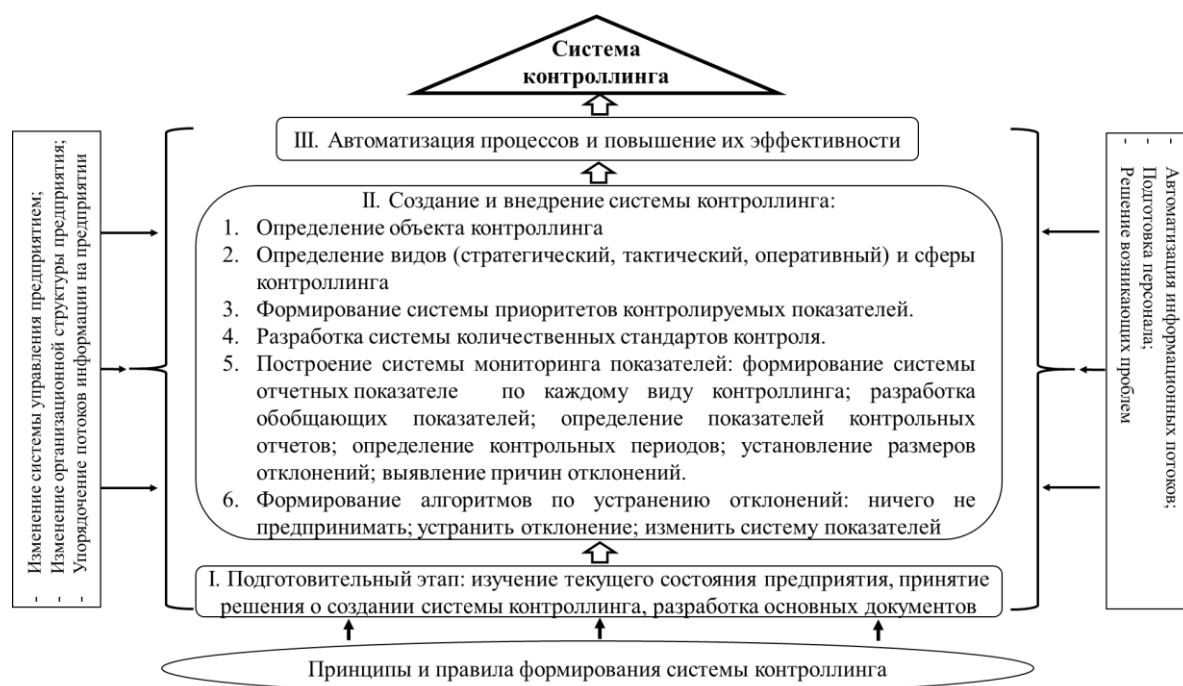 Система
контроллинга
III. Автоматизация процессов и повышение их эффективности
II. Создание и внедрение системы контроллинга:
1. Определение объекта контроллинга
2. Определение видов (стратегический, тактический, оперативный) и сферы
контроллинга
3. Формирование системы приоритетов контролируемых показателей.
4. Разработка системы количественных стандартов контроля.
5. Построение системы мониторинга показателей: формирование системы
отчетных показателе по каждому виду контроллинга; разработка
обобщающих показателей; определение показателей контрольных
отчетов; определение контрольных периодов; установление размеров
отклонений; выявление причин отклонений.
6. Формирование алгоритмов по устранению отклонений: ничего не
предпринимать; устранить отклонение; изменить систему показателей
I. Подготовительный этап: изучение текущего состояния предприятия, принятие
решения о создании системы контроллинга, разработка основных документов
Принципы и правила формирования системы контроллинга
- Изменение системы управления предприятием;
- Изменение организационной структуры предприятия;
- Упорядочение потоков информации на предприятии
- Автоматизация информационных потоков;
- Подготовка персонала;
- Решение возникающих проблем